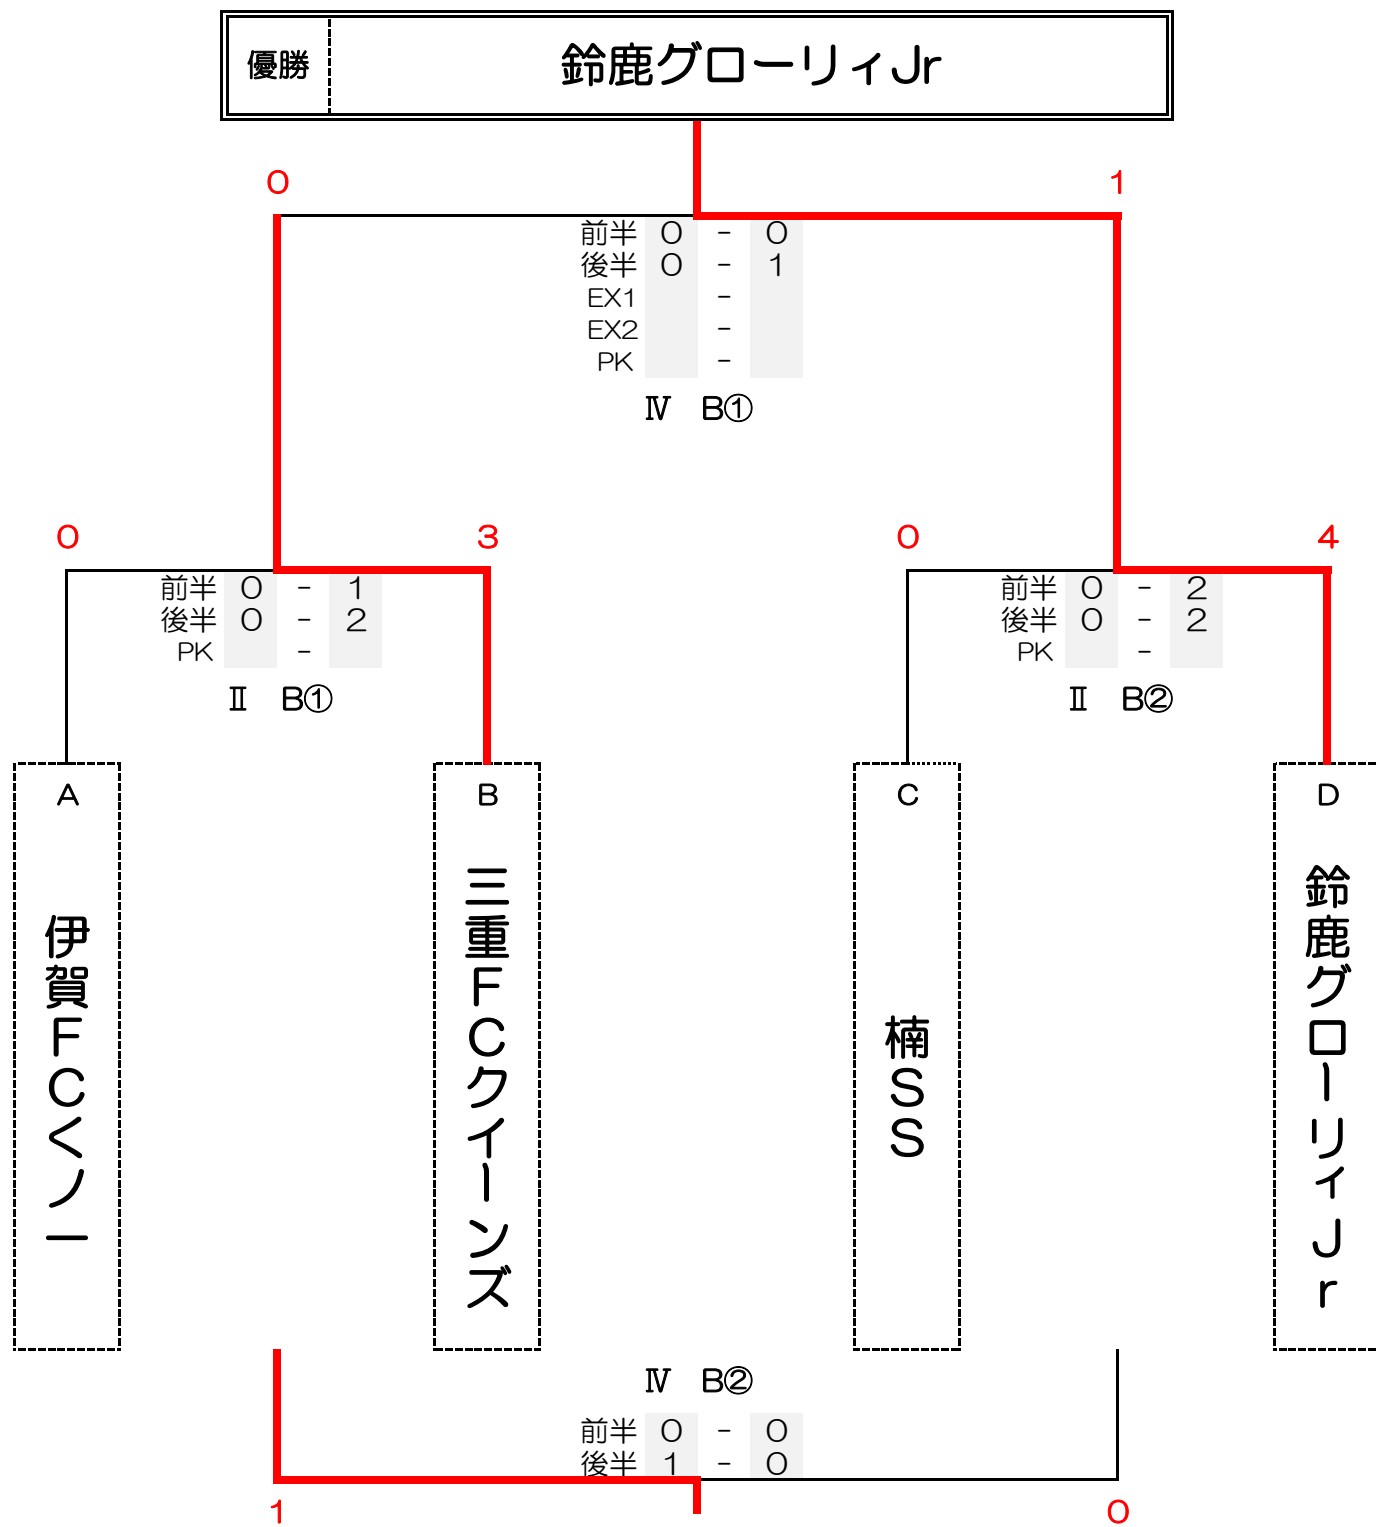 優勝 鈴鹿グローリィJr
0 1
前半 0 - 0
後半 0 - 1
EX1 -
EX2 -
PK -
Ⅳ B①
0 3 0 4
前半 0 - 1 前半 0 - 2
後半 0 - 2 後半 0 - 2
PK - PK -
Ⅱ B① Ⅱ B②
A B C D
伊賀FCくノ一
三重FCクイーンズ
楠SS
鈴鹿グローリィJr
Ⅳ B②
前半 0 - 0
後半 1 - 0
1 0